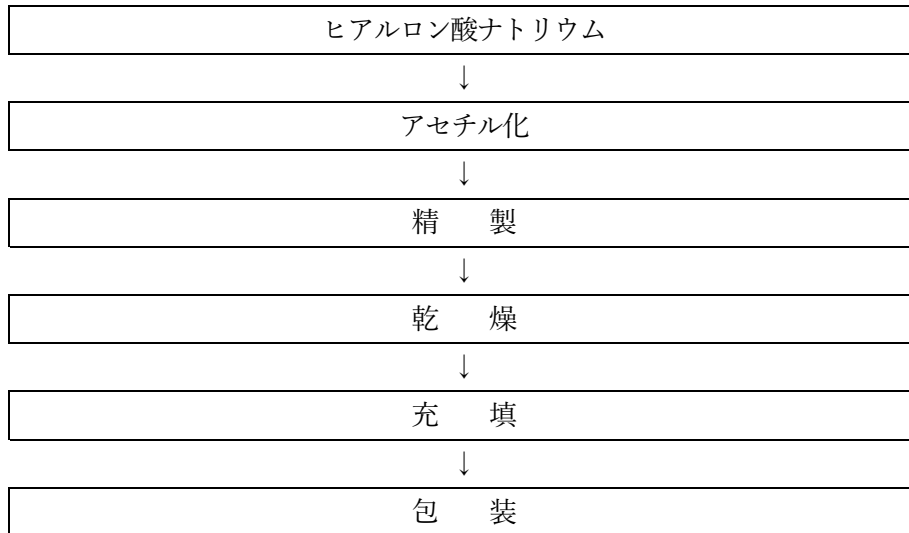 ヒアルロン酸ナトリウム
↓
アセチル化
↓
精　　製
↓
乾　　燥
↓
充　　填
↓
包　　装